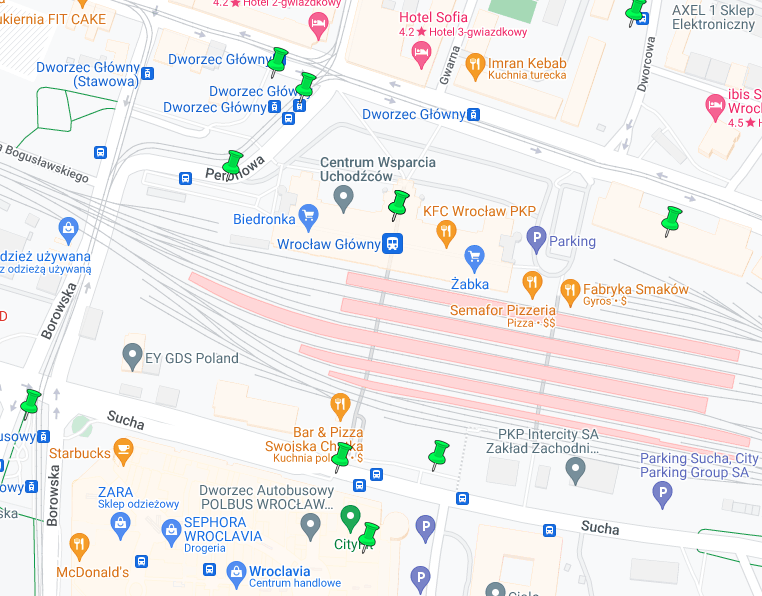 4.2★Hotel 2-gwiazdkowy
ukiernia FIT CAKE
Hotel Sofia
4.2★Hotel 3-gwiazdkowy
AXEL 1 Sklep
Elektroniczny
Dworzec Główny
Dworzec Główny
(Stawowa)
Gwarna
Imran Kebab
Kuchnia turecka
Dworcowa
Dworzec Główny
Dworzec Główny
Dworzec Główny
ibis S
Wroc
4.5★H
a Bogusławskiego
Peronowa
Centrum Wsparcia
Uchodźców
Biedronka
KFC Wrocław PKP
Wrocław Główny
Parking
P
dzież używana
z odzieżą używaną
Żabka
Fabryka Smaków
Gyros • $
Semafor Pizzeria
Pizza • $$
Borowska
D
EY GDS Poland
Sucha
Bar & Pizza
Swojska Ch
Kuchnia pol
$
PKP Intercity SA
Zakład Zachodni...
Parking Sucha, City
Parking Group SA
P
busowy
Starbucks
owy
Borowska
ska
ZARA
Sklep odzieżowy
Dworzec Autobusowy
POLBUS WROCŁAW...
SEPHORA
WROCLAVIA
Drogeria
City
P
Sucha
McDonald's
Wroclavia
Centrum handlowe
P